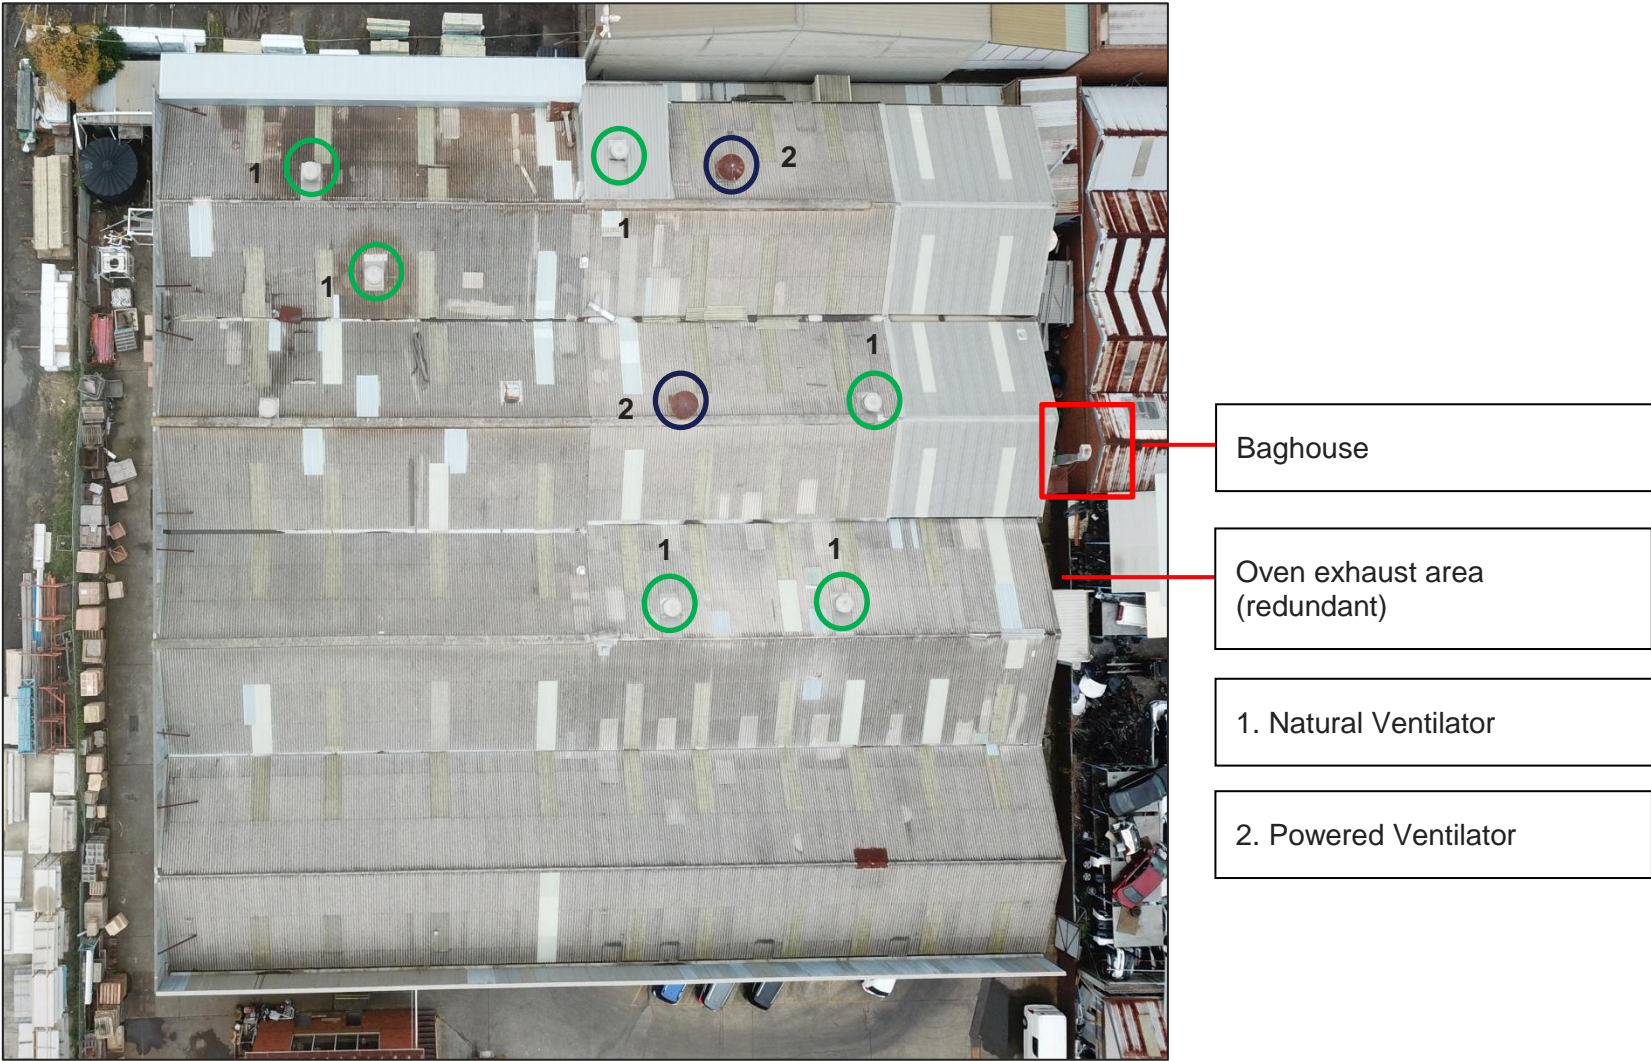 2
1
1
1
1
2
1
1
Baghouse
Oven exhaust area
(redundant)
1. Natural Ventilator
2. Powered Ventilator